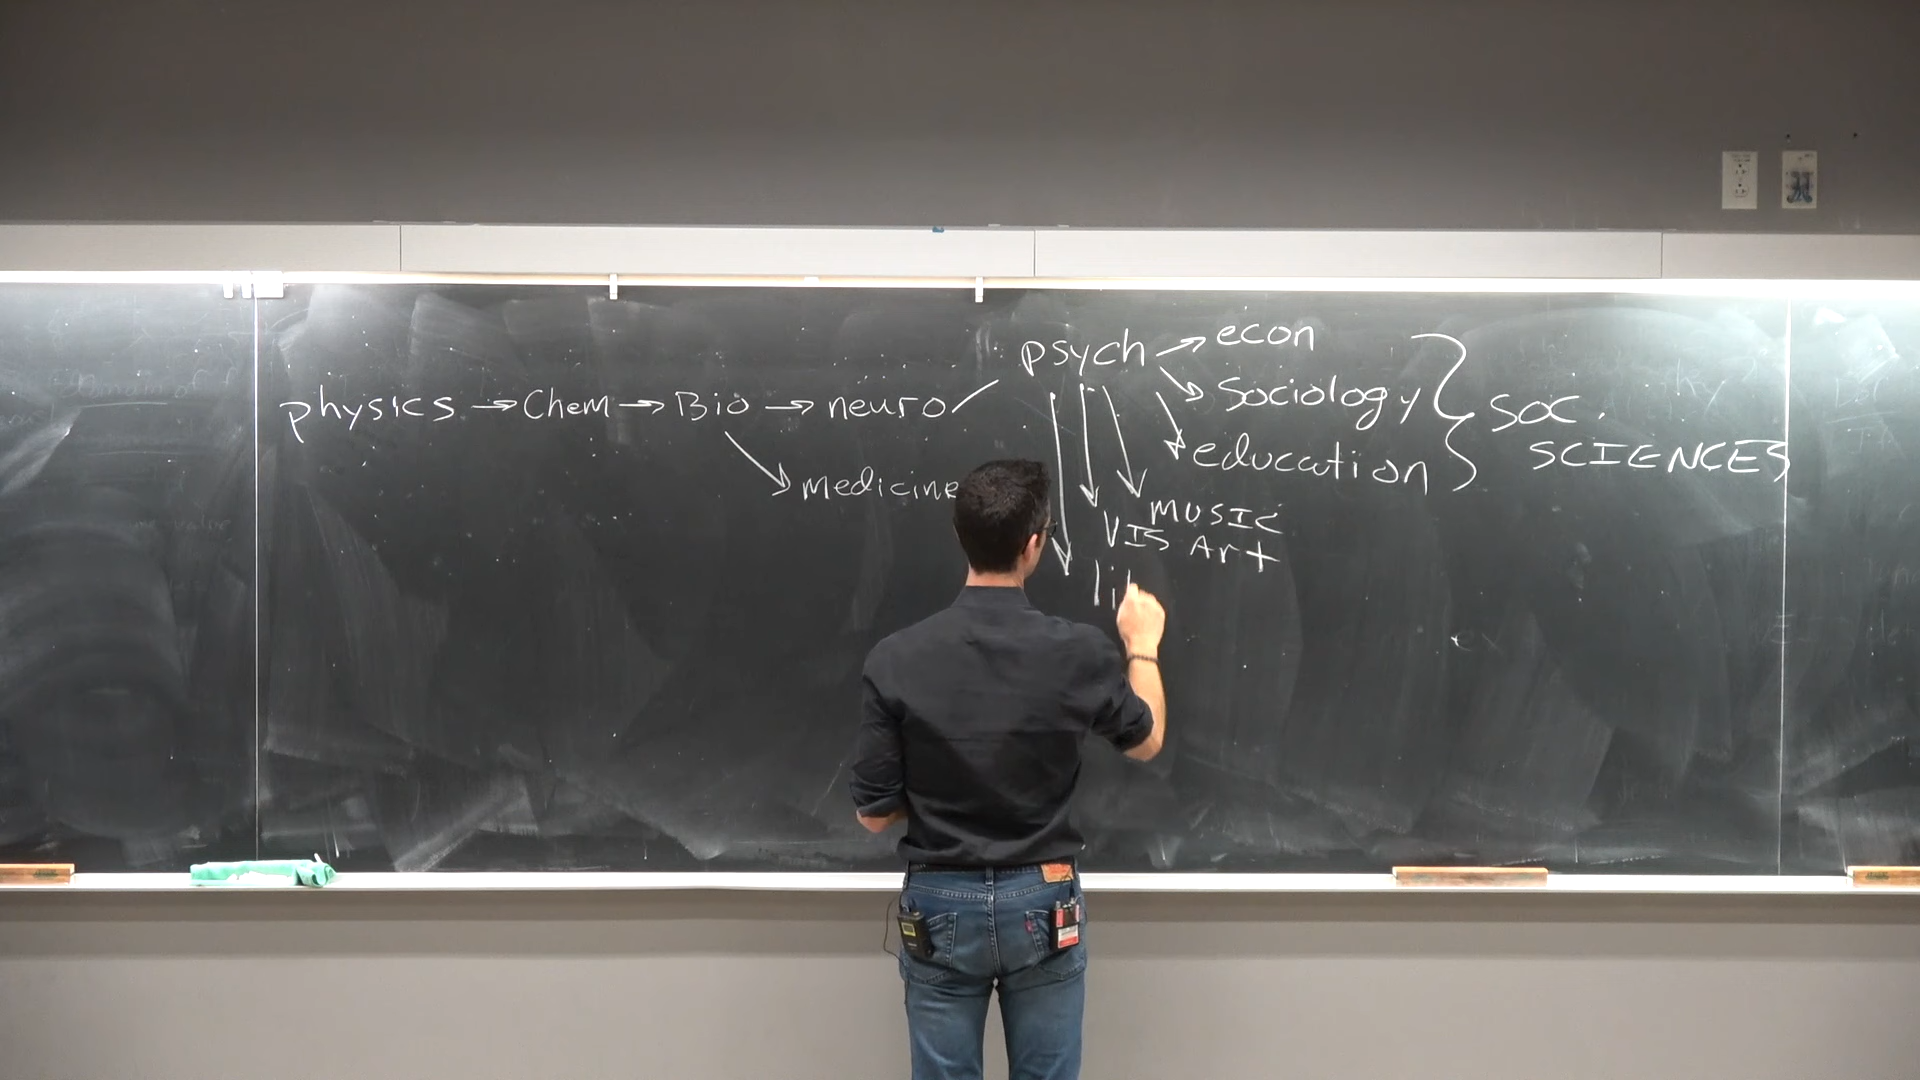 physics → Chem → Bio → neuro
medicine
psych
econ
Sociology
education
SOC.
SCIENCES
MUSIC
VIS Art